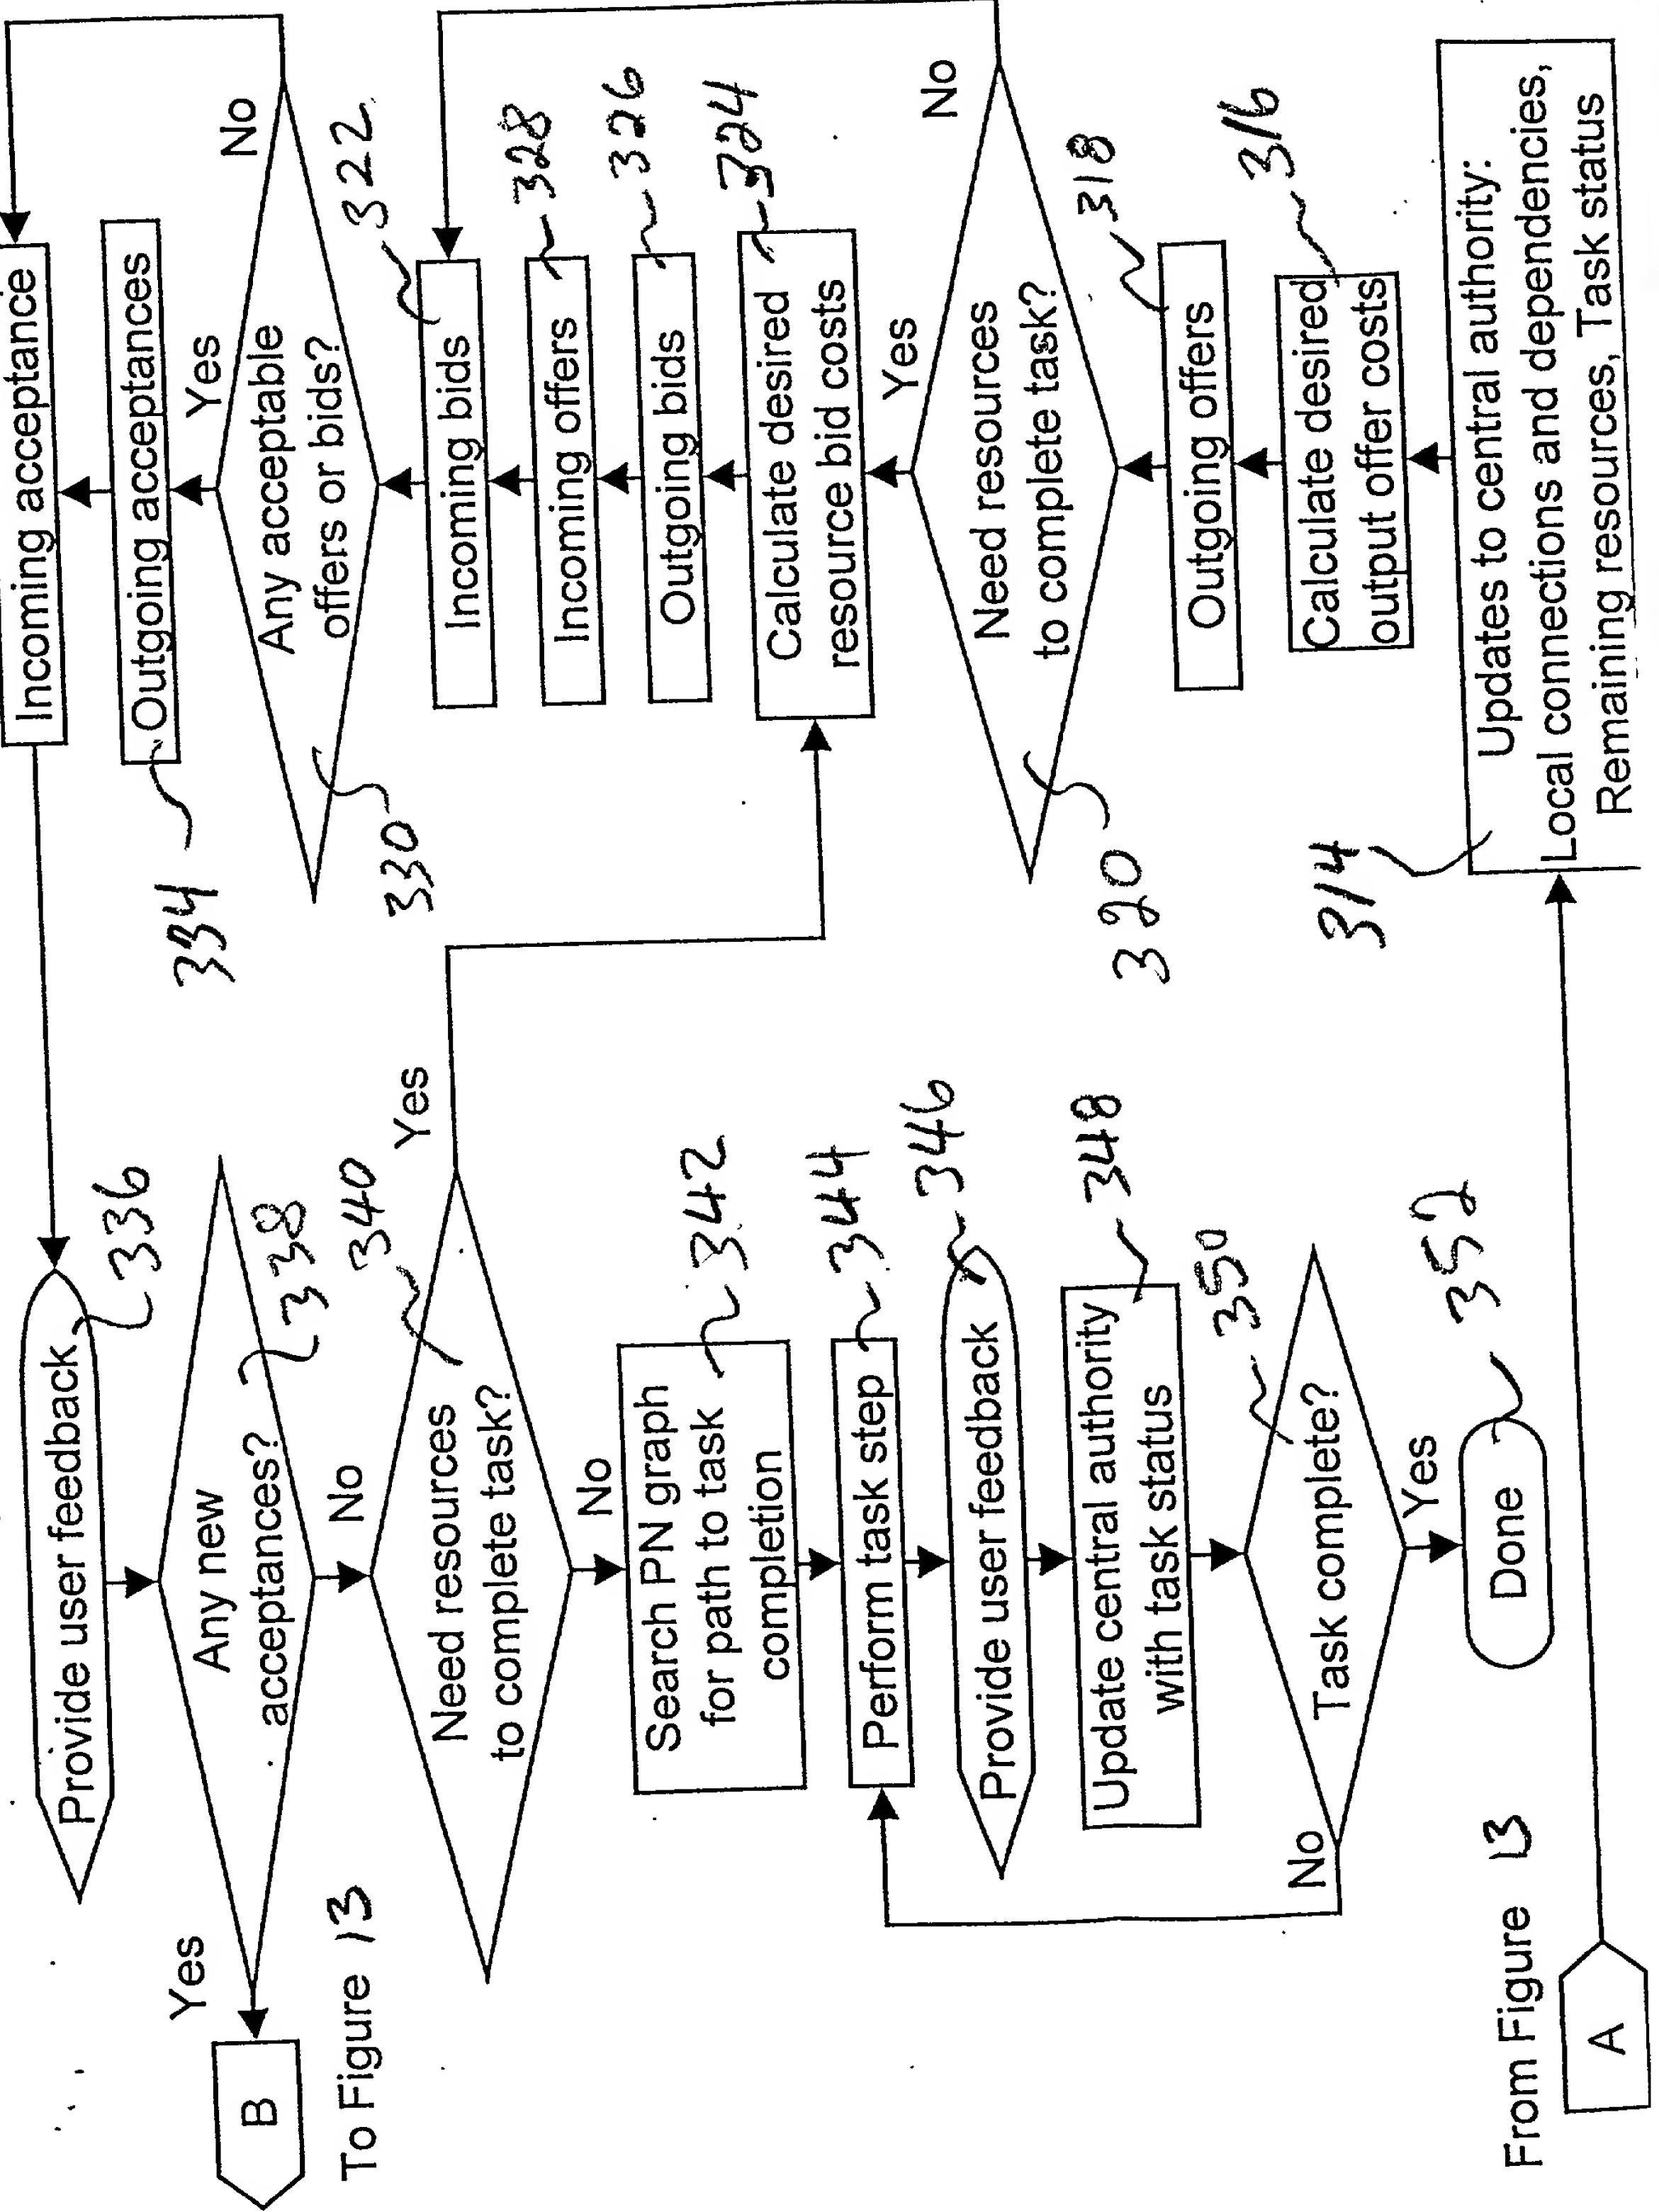 Provide user feedback
336
Any new
acceptances?
338
Yes
B
To Figure 13
No
Need resources
to complete task?
340
Yes
No
Search PN graph
for path to task
completion
342
Perform task step
344
Provide user feedback
346
Update central authority
with task status
348
Task complete?
350
No
Yes
Done
352
From Figure 13
A
Incoming acceptance
Outgoing acceptances
334
Yes
No
Any acceptable
offers or bids?
330
322
Incoming bids
Incoming offers
328
Outgoing bids
326
Calculate desired
resource bid costs
324
Yes
No
Need resources
to complete task?
320
Outgoing offers
318
Calculate desired
output offer costs
316
Updates to central authority:
Local connections and dependencies,
Remaining resources, Task status
314